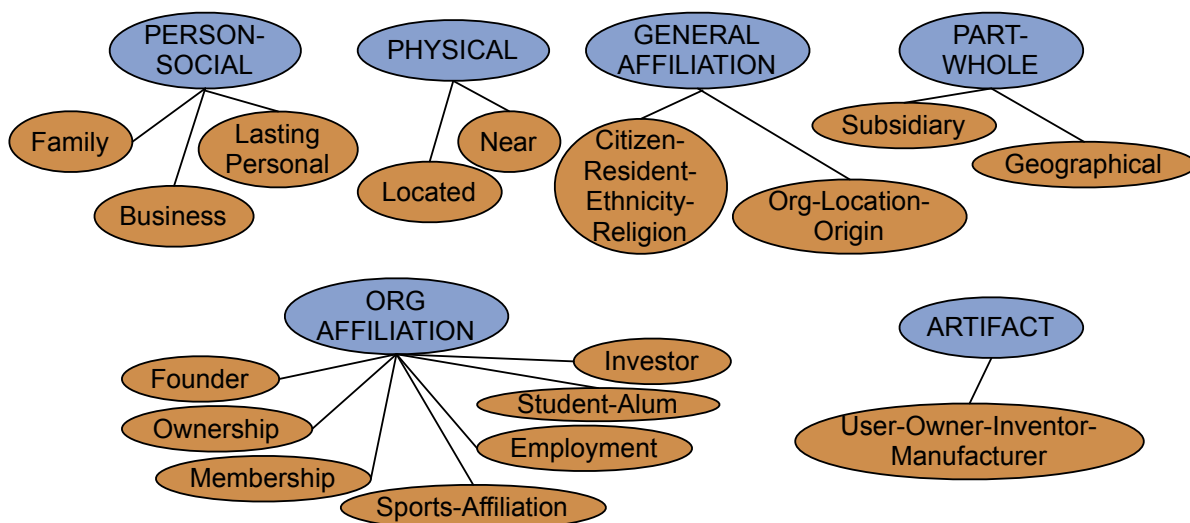 PERSON-
SOCIAL
PHYSICAL
GENERAL
AFFILIATION
PART-
WHOLE
Family
Lasting
Personal
Business
Near
Located
Citizen-
Resident-
Ethnicity-
Religion
Org-Location-
Origin
Subsidiary
Geographical
ORG
AFFILIATION
ARTIFACT
Founder
Ownership
Membership
Sports-Affiliation
Investor
Student-Alum
Employment
User-Owner-Inventor-
Manufacturer